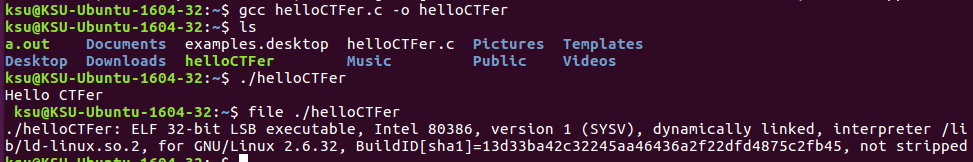 ksu@KSU-Ubuntu-1604-32:~$ gcc helloCTFer.c -o helloCTFer
ksu@KSU-Ubuntu-1604-32:~$ ls
a.out Documents examples.desktop helloCTFer.c Pictures Templates
Desktop Downloads helloCTFer Music Public Videos
ksu@KSU-Ubuntu-1604-32:~$ ./helloCTFer
Hello CTFer
ksu@KSU-Ubuntu-1604-32:~$ file ./helloCTFer
./helloCTFer: ELF 32-bit LSB executable, Intel 80386, version 1 (SYSV), dynamically linked, interpreter /li
b/ld-linux.so.2, for GNU/Linux 2.6.32, BuildID[sha1]=13d33ba42c32245aa46436a2f22dfd4875c2fb45, not stripped
ksu@KSU-Ubuntu-1604-32:~$